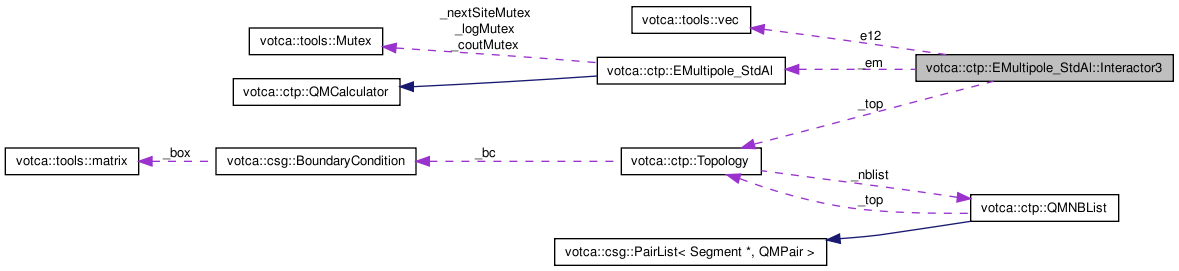 _nextSiteMutex
_logMutex
_coutMutex
votca::tools::vec
votca::tools::Mutex
e12
votca::ctp::EMultipole_StdAl
_em
votca::ctp::EMultipole_StdAl::Interactor3
votca::ctp::QMCalculator
_top
votca::tools::matrix
_box
votca::csg::BoundaryCondition
_bc
votca::ctp::Topology
_nblist
_top
votca::ctp::QMNBList
votca::csg::PairList< Segment *, QMPair >